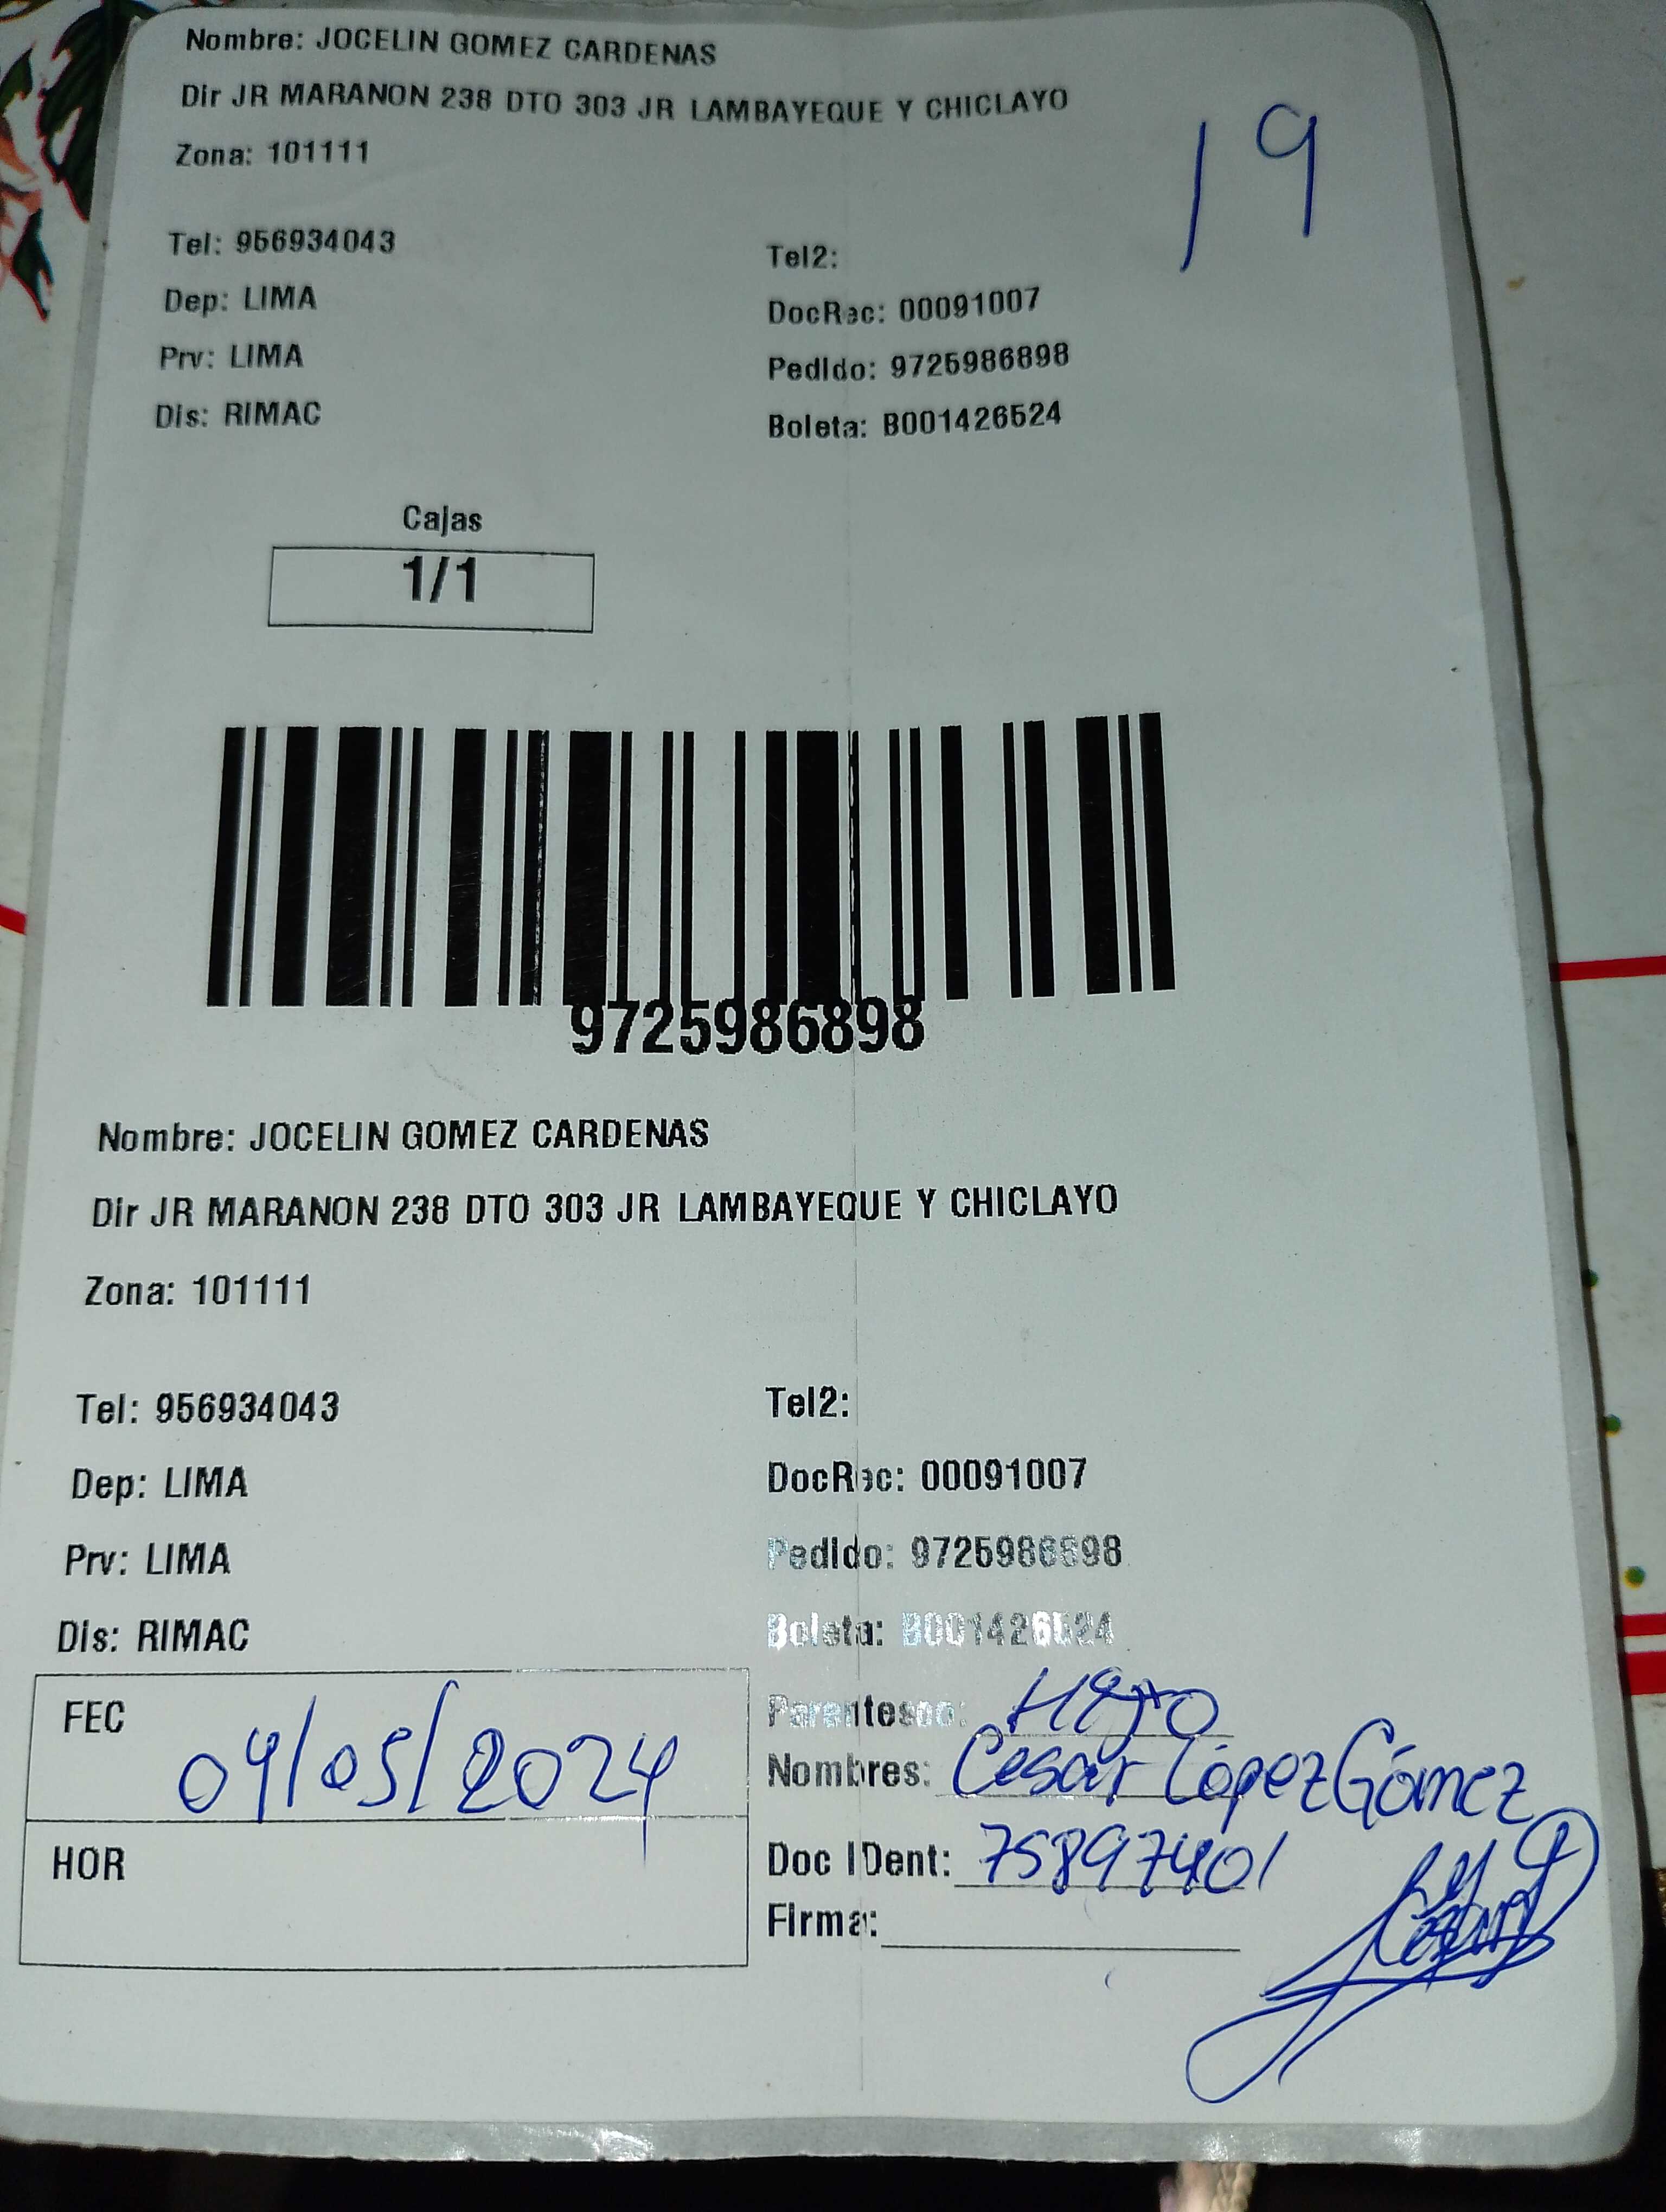 Nombre: JOCELIN GOMEZ CARDENAS
Dir JR MARANON 238 DTO 303 JR LAMBAYEQUE Y CHICLAYO
19
Zona: 101111
Tel: 956934043 Tel2:
Dep: LIMA DocRec: 00091007
Prv: LIMA Pedido: 9725986898
Dis: RIMAC Boleta: B001426524
Cajas
1/1
9725986898
Nombre: JOCELIN GOMEZ CARDENAS
Dir JR MARANON 238 DTO 303 JR LAMBAYEQUE Y CHICLAYO
Zona: 101111
Tel: 956934043 Tel2:
Dep: LIMA DocRec: 00091007
Prv: LIMA Pedido: 9725986898
Dis: RIMAC Boleta: B001426524
FEC 04/05/2024 Parentesco:
Nombres: Cesar López Gómez
HOR Doc IDent: 75897401
Firma: